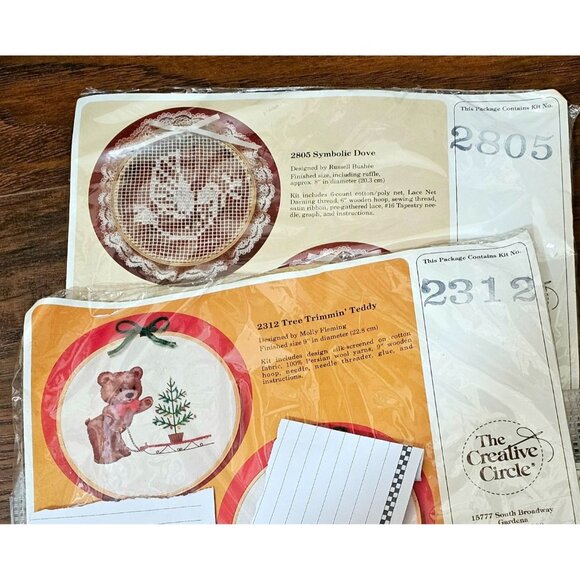 This Package Contains Kit No.
2805
2805 Symbolic Dove
Designed by Russell Bushée
Finished size, including ruffle,
approx. 8" in diameter (20.3 cm)
Kit includes 6-count cotton/poly net, Lace Net
Darning thread, 6" wooden hoop, sewing thread,
satin ribbon, pre-gathered lace, #16 Tapestry nee-
dle, graph, and instructions.
This Package Contains Kit No.
2312
2312 Tree Trimmin' Teddy
Designed by Molly Fleming
Finished size 9" in diameter (22.8 cm)
Kit includes design silk-screened on cotton
fabric, 100% Persian wool yarns, 9" wooden
hoop, needle, needle threader, glue, and
instructions.
The
Creative
Circle®
15777 South Broadway
Gardena